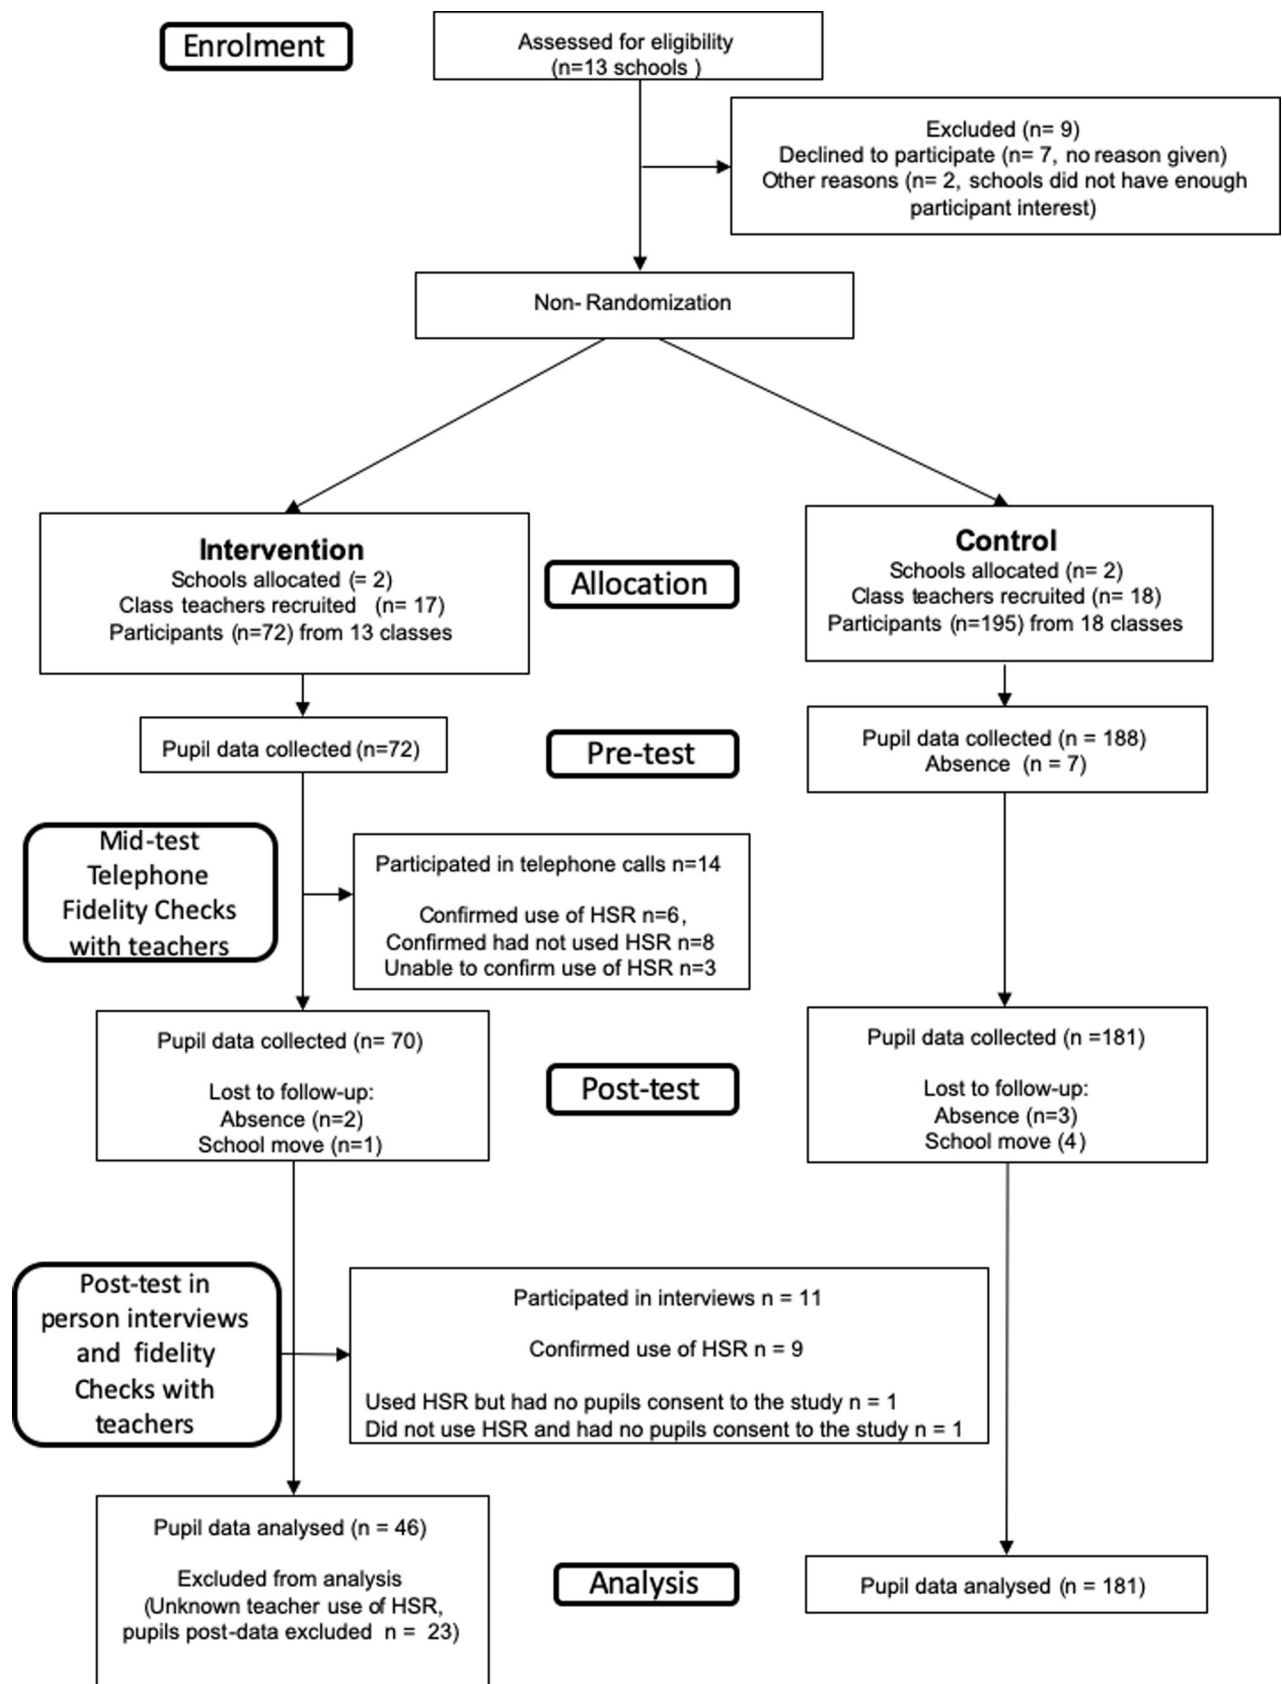 Enrolment
Assessed for eligibility
(n=13 schools )
Excluded (n= 9)
Declined to participate (n= 7, no reason given)
Other reasons (n= 2, schools did not have enough
participant interest)
Non- Randomization
Intervention
Schools allocated (= 2)
Class teachers recruited (n= 17)
Participants (n=72) from 13 classes
Allocation
Control
Schools allocated (n= 2)
Class teachers recruited (n= 18)
Participants (n=195) from 18 classes
Pupil data collected (n=72)
Pre-test
Pupil data collected (n = 188)
Absence (n = 7)
Mid-test
Telephone
Fidelity Checks
with teachers
Participated in telephone calls n=14
Confirmed use of HSR n=6,
Confirmed had not used HSR n=8
Unable to confirm use of HSR n=3
Pupil data collected (n= 70)
Lost to follow-up:
Absence (n=2)
School move (n=1)
Post-test
Pupil data collected (n =181)
Lost to follow-up:
Absence (n=3)
School move (4)
Post-test in
person interviews
and fidelity
Checks with
teachers
Participated in interviews n = 11
Confirmed use of HSR n = 9
Used HSR but had no pupils consent to the study n = 1
Did not use HSR and had no pupils consent to the study n = 1
Pupil data analysed (n = 46)
Excluded from analysis
(Unknown teacher use of HSR,
pupils post-data excluded n = 23)
Analysis
Pupil data analysed (n = 181)